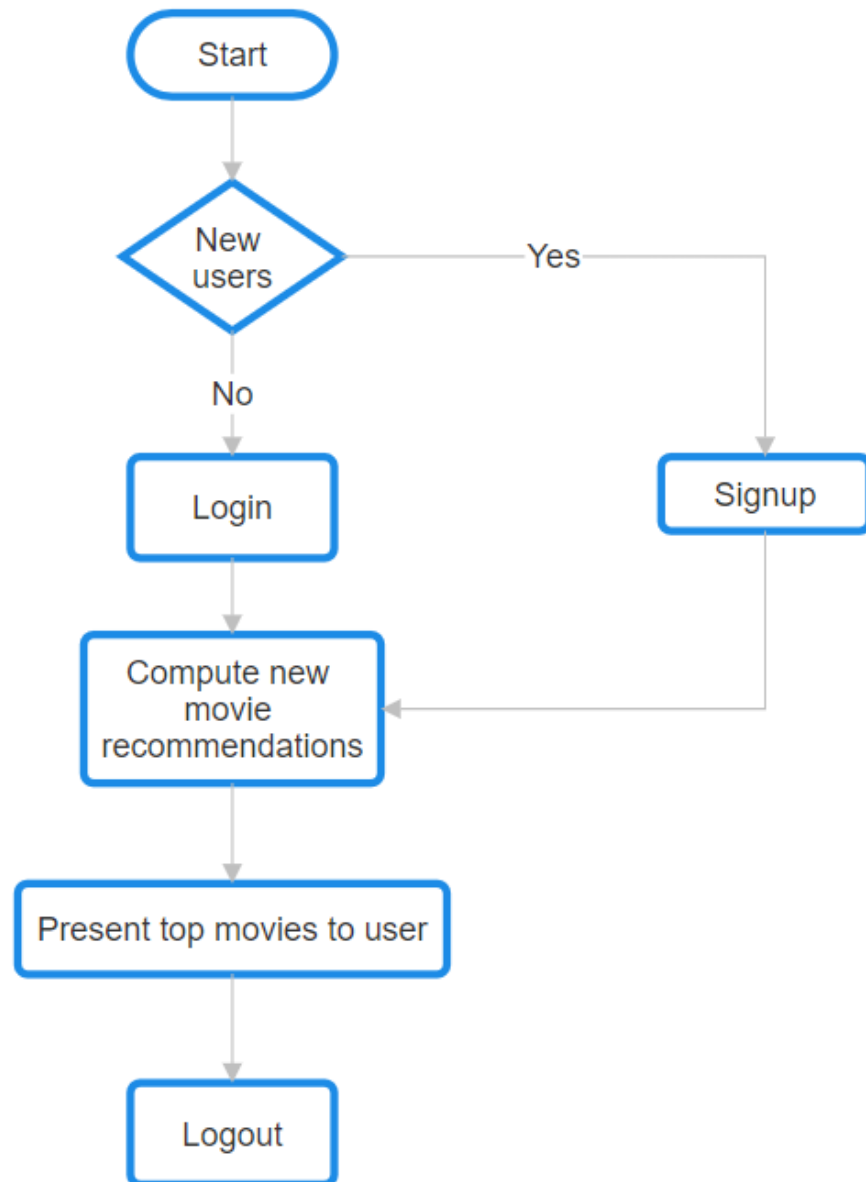 Start
New
users
Yes
No
Login
Signup
Compute new
movie
recommendations
Present top movies to user
Logout